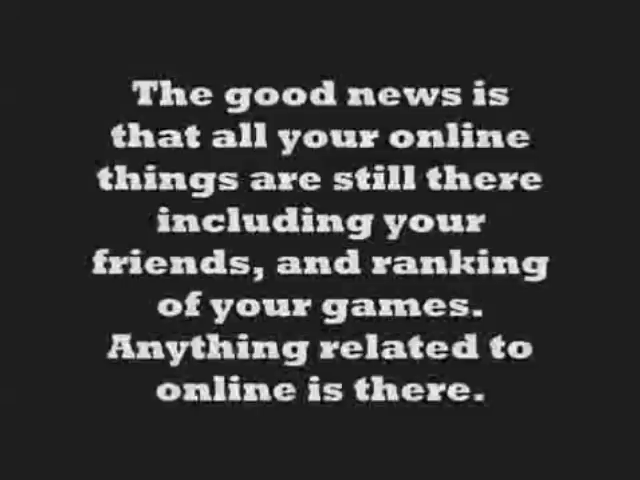 The good news is
that all your online
things are still there
including your
friends, and ranking
of your games.
Anything related to
online is there.